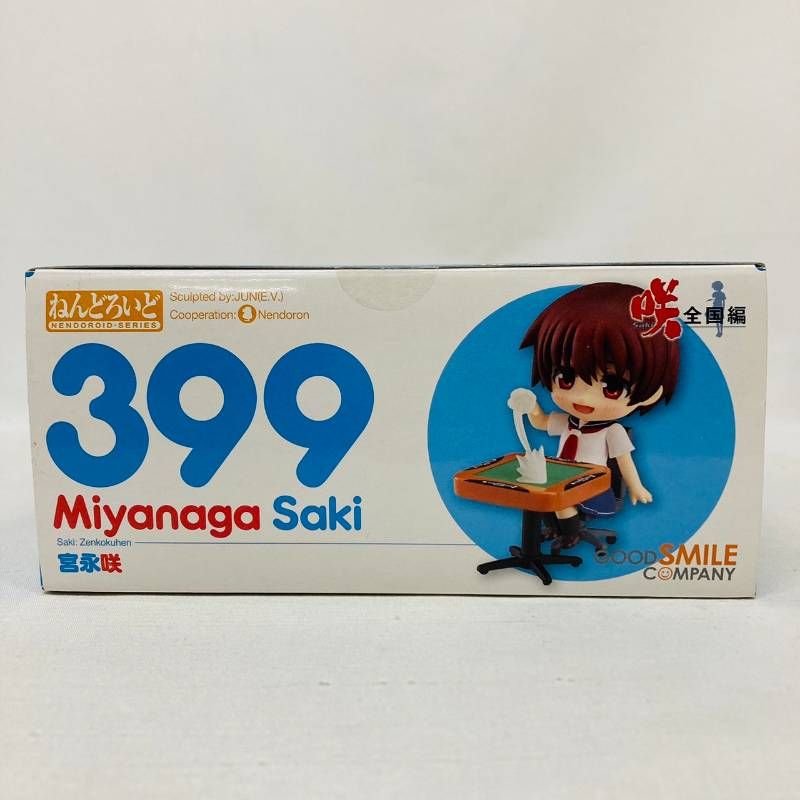 ねんどろいど
NENDOROID-SERIES
Sculpted by:JUN(E.V.)
Cooperation: Nendoron
399
Miyanaga Saki
Saki: Zenkokuhen
宮永咲
咲 全国編
Saki
GOOD SMILE
COMPANY